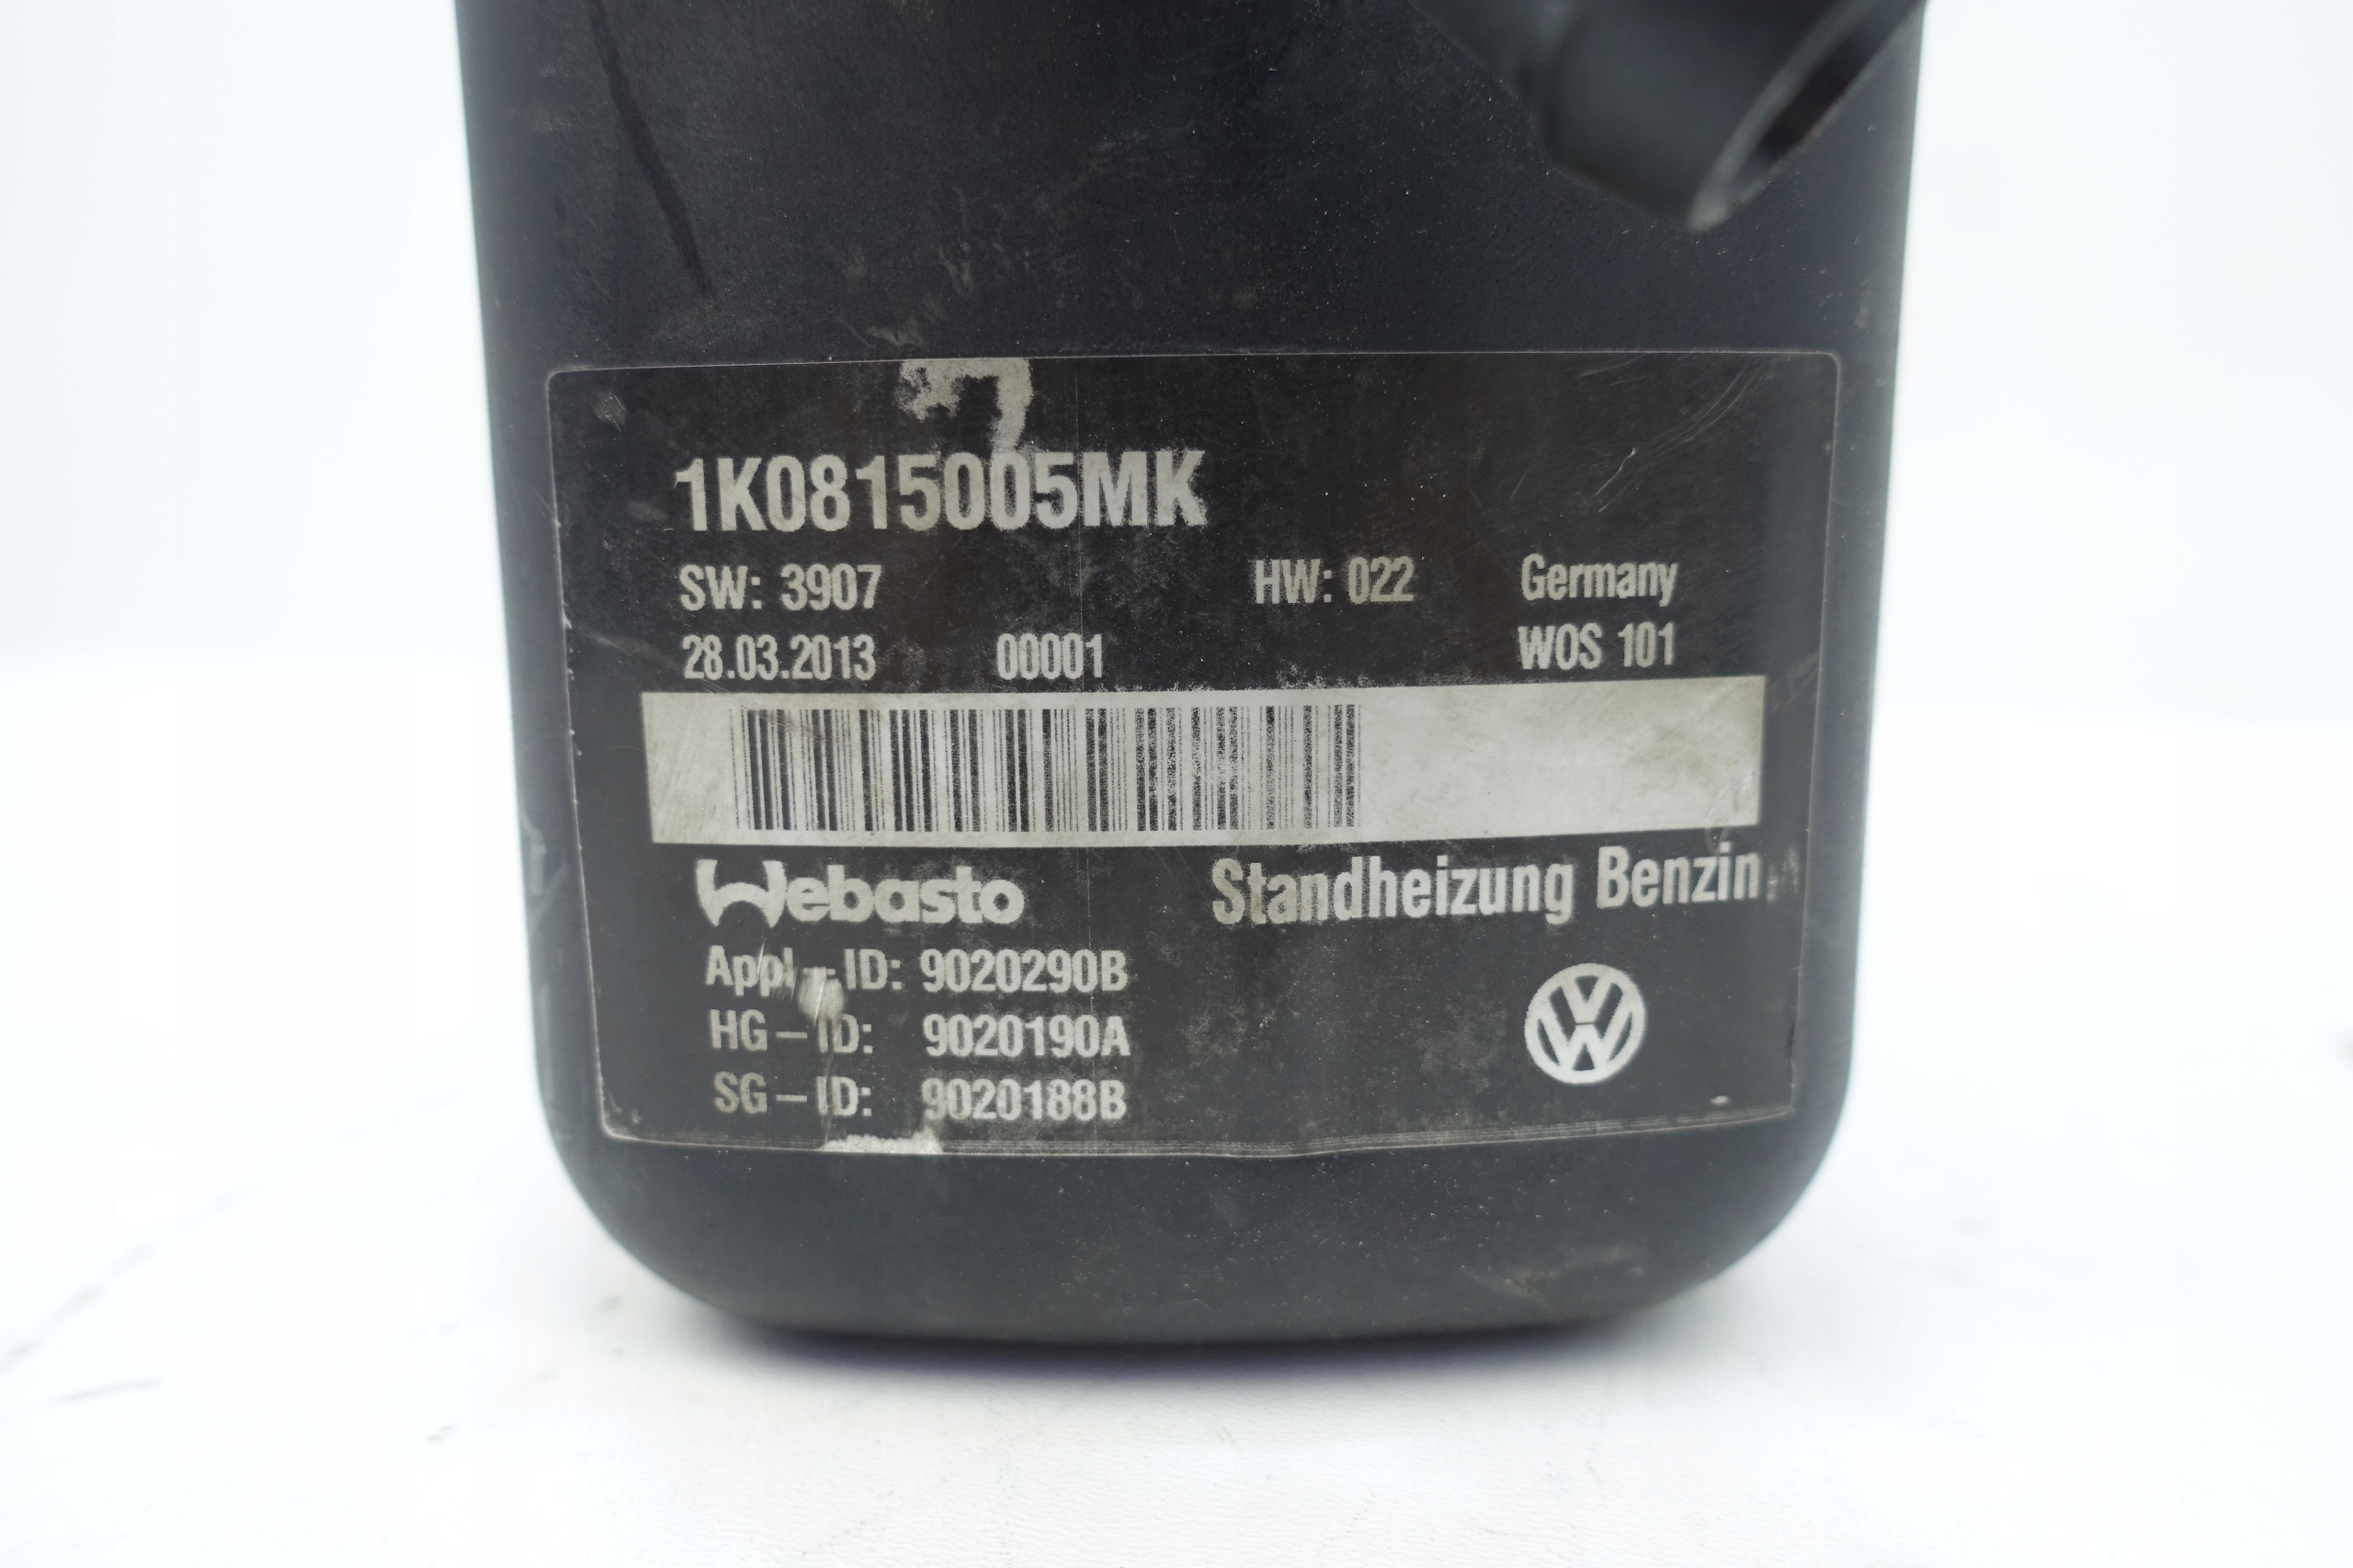 1K0815005MK
SW: 3907 HW: 022 Germany
28.03.2013 00001 WOS 101
Webasto Standheizung Benzin
Appl-ID: 9020290B
HG-ID: 9020190A
SG-ID: 9020188B